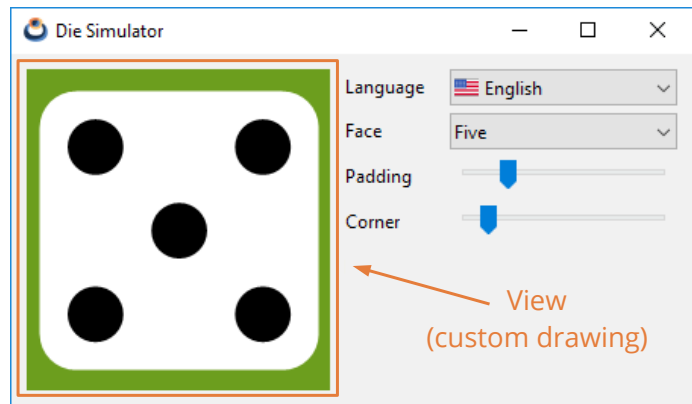 Die Simulator
Language
English
Face
Five
Padding
Corner
View
(custom drawing)